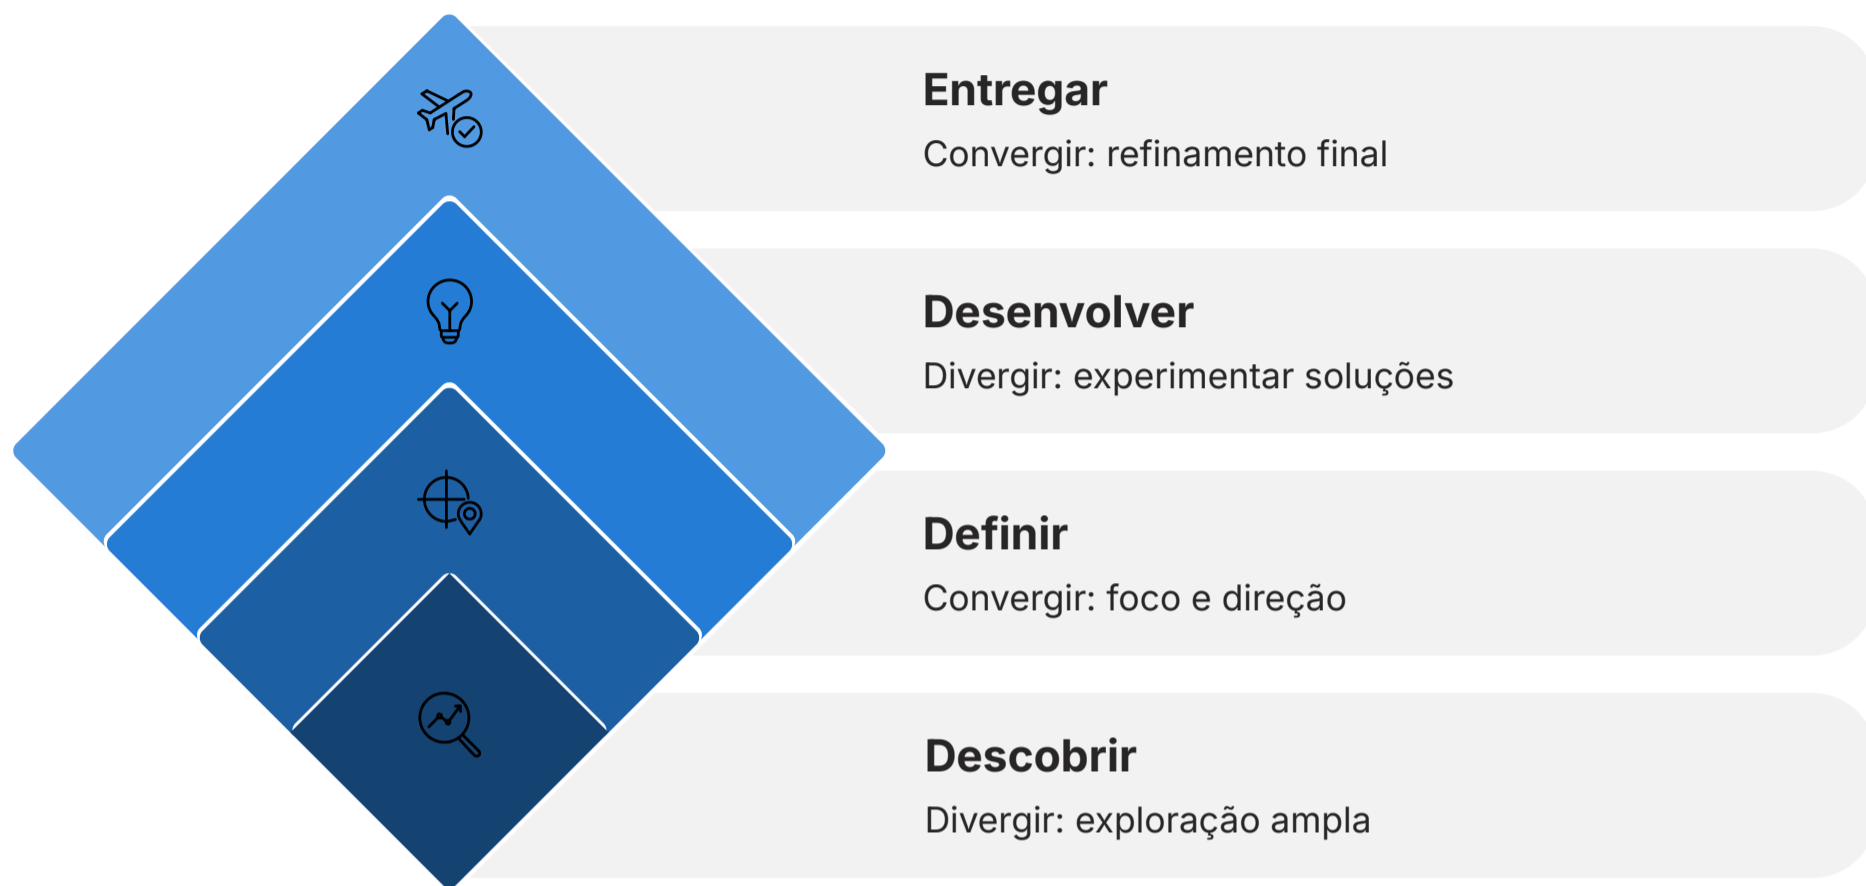 Entregar
Convergir: refinamento final
Desenvolver
Divergir: experimentar soluções
Definir
Convergir: foco e direção
Descobrir
Divergir: exploração ampla